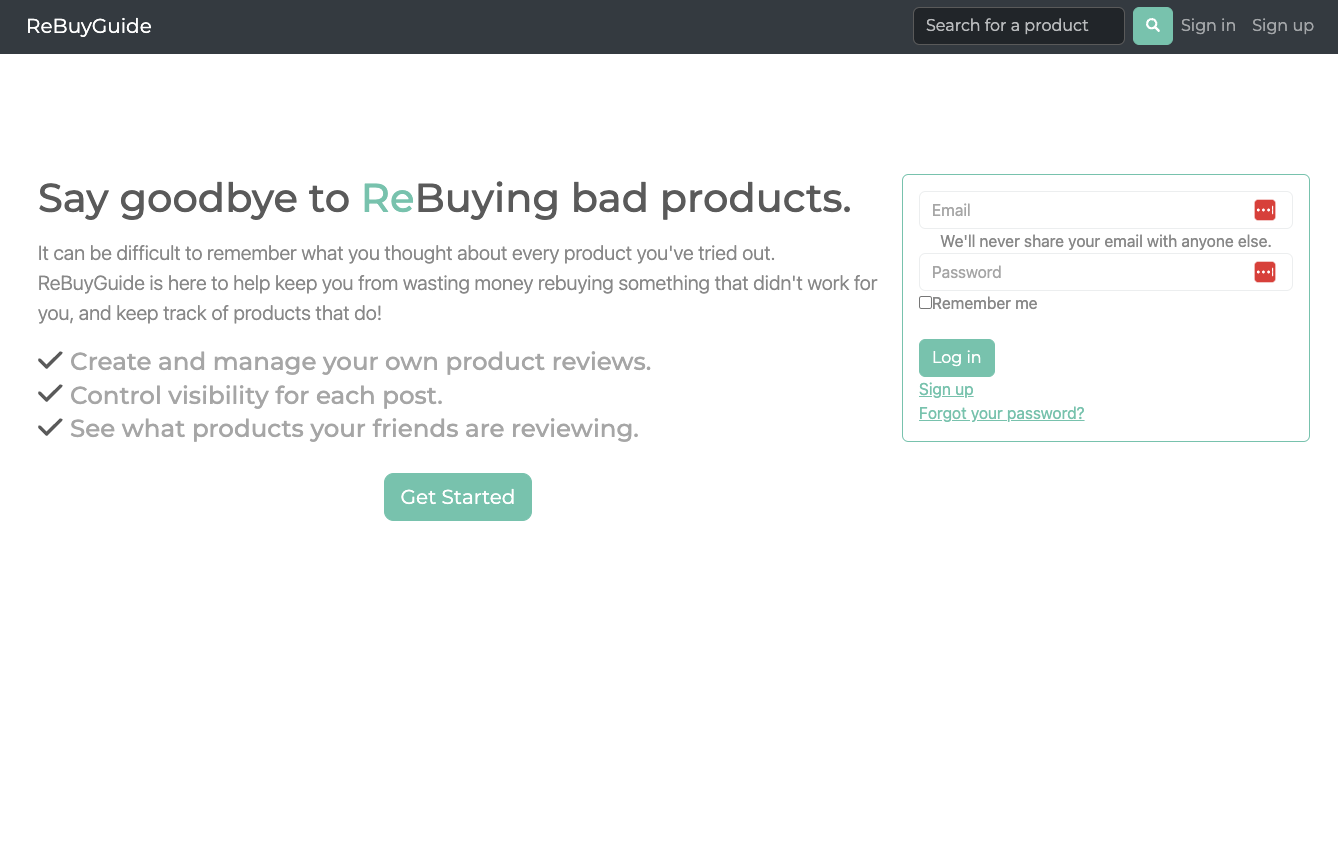 ReBuyGuide
Search for a product
Sign in
Sign up
Say goodbye to ReBuying bad products.
It can be difficult to remember what you thought about every product you've tried out.
ReBuyGuide is here to help keep you from wasting money rebuying something that didn't work for
you, and keep track of products that do!
Create and manage your own product reviews.
Control visibility for each post.
See what products your friends are reviewing.
Get Started
Email
We'll never share your email with anyone else.
Password
Remember me
Log in
Sign up
Forgot your password?